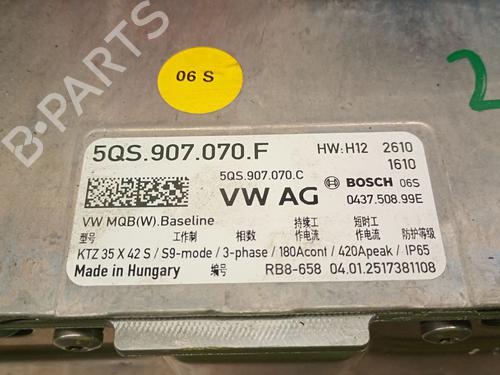 06 S
2
5QS.907.070.F HW:H12 2610
1610
5QS.907.070.C
VW AG BOSCH 06S
0437.508.99E
VW MQB(W).Baseline
持续工 短时工
型号 工作制 相数 作电流 作电流 防护等级
KTZ 35 X 42 S / S9-mode / 3-phase / 180Acont / 420Apeak / IP65
Made in Hungary 编号 RB8-658 04.01.2517381108
B-PARTS